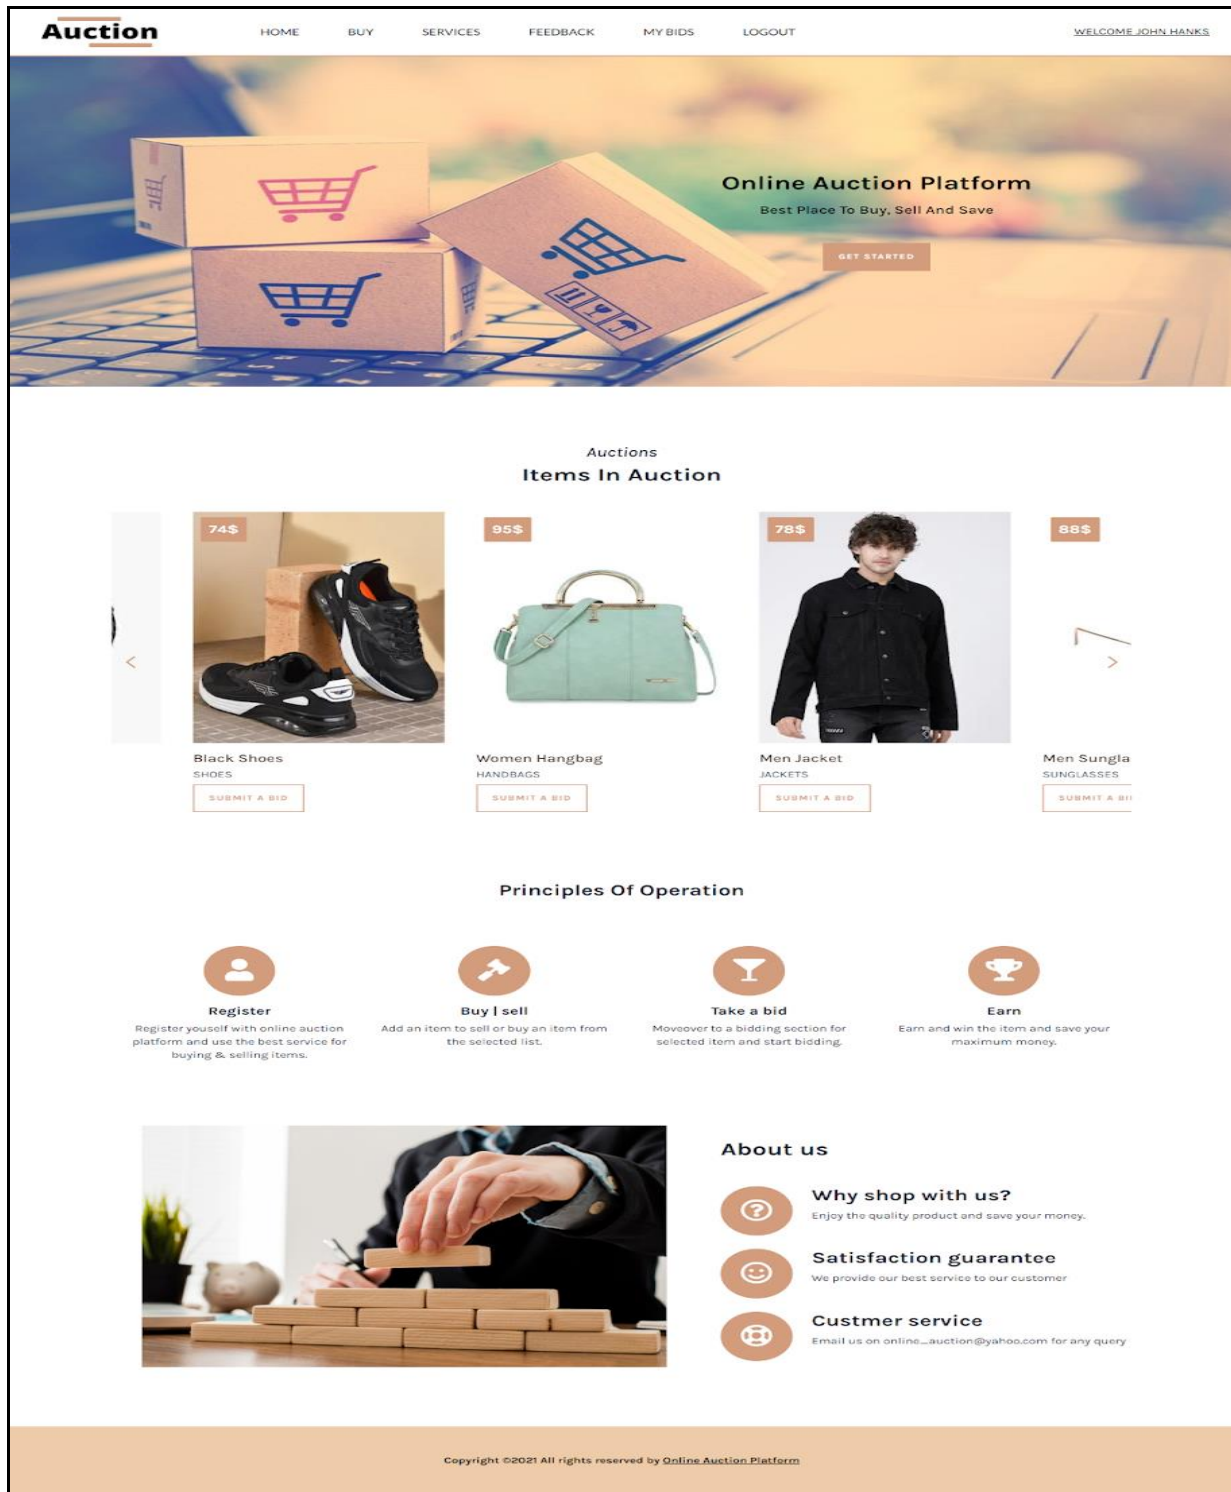 Auction
HOME BUY SERVICES FEEDBACK MY BIDS LOGOUT WELCOME JOHN HANKS
Online Auction Platform
Best Place To Buy, Sell And Save
GET STARTED
Auctions
Items In Auction
74$ 95$ 78$ 88$
Black Shoes Women Hangbag Men Jacket Men Sungla
SHOES HANDBAGS JACKETS SUNGLASSES
SUBMIT A BID SUBMIT A BID SUBMIT A BID SUBMIT A BI
Principles Of Operation
Register Buy | sell Take a bid Earn
Register youself with online auction Add an item to sell or buy an item from Moveover to a bidding section for Earn and win the item and save your
platform and use the best service for the selected list. selected item and start bidding. maximum money.
buying & selling items.
About us
Why shop with us?
Enjoy the quality product and save your money.
Satisfaction guarantee
We provide our best service to our customer
Custmer service
Email us on online_auction@yahoo.com for any query
Copyright ©2021 All rights reserved by Online Auction Platform